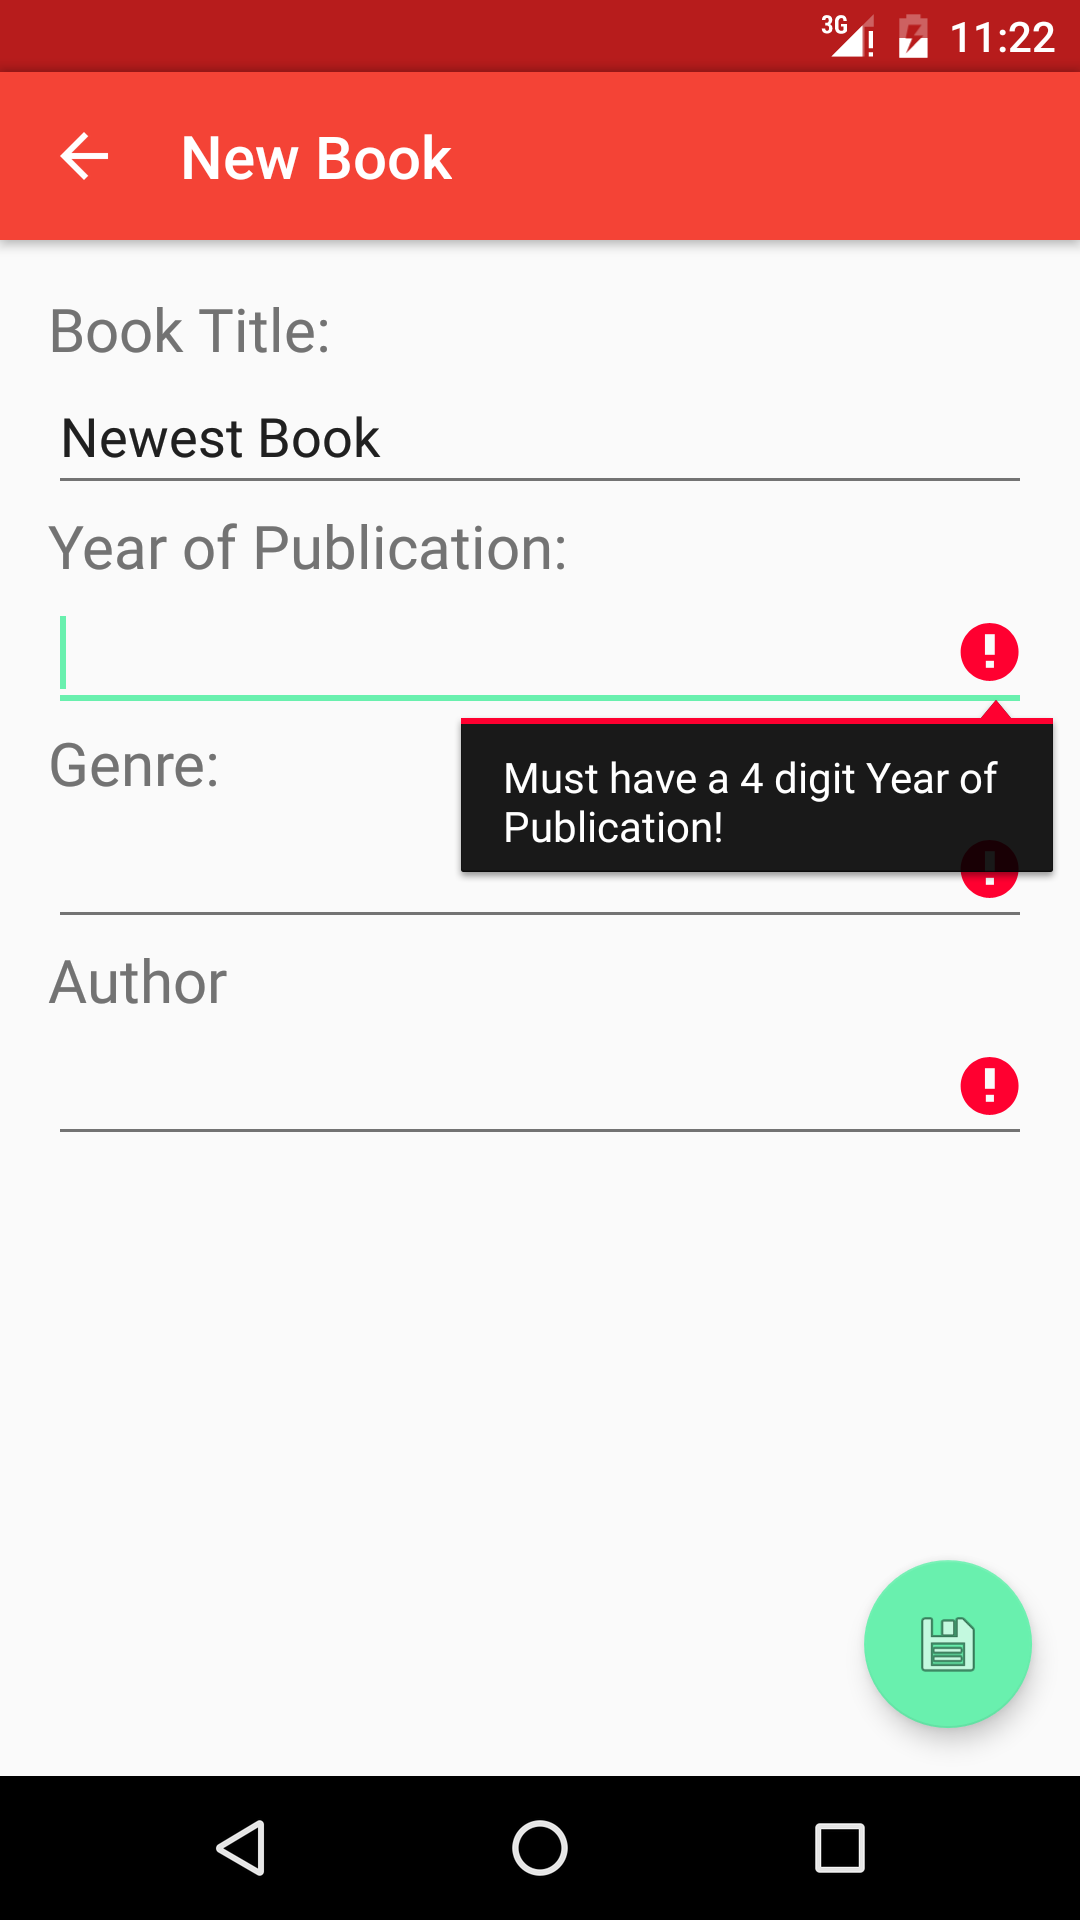 3G 11:22
New Book
Book Title:
Newest Book
Year of Publication:
Genre:
Must have a 4 digit Year of
Publication!
Author